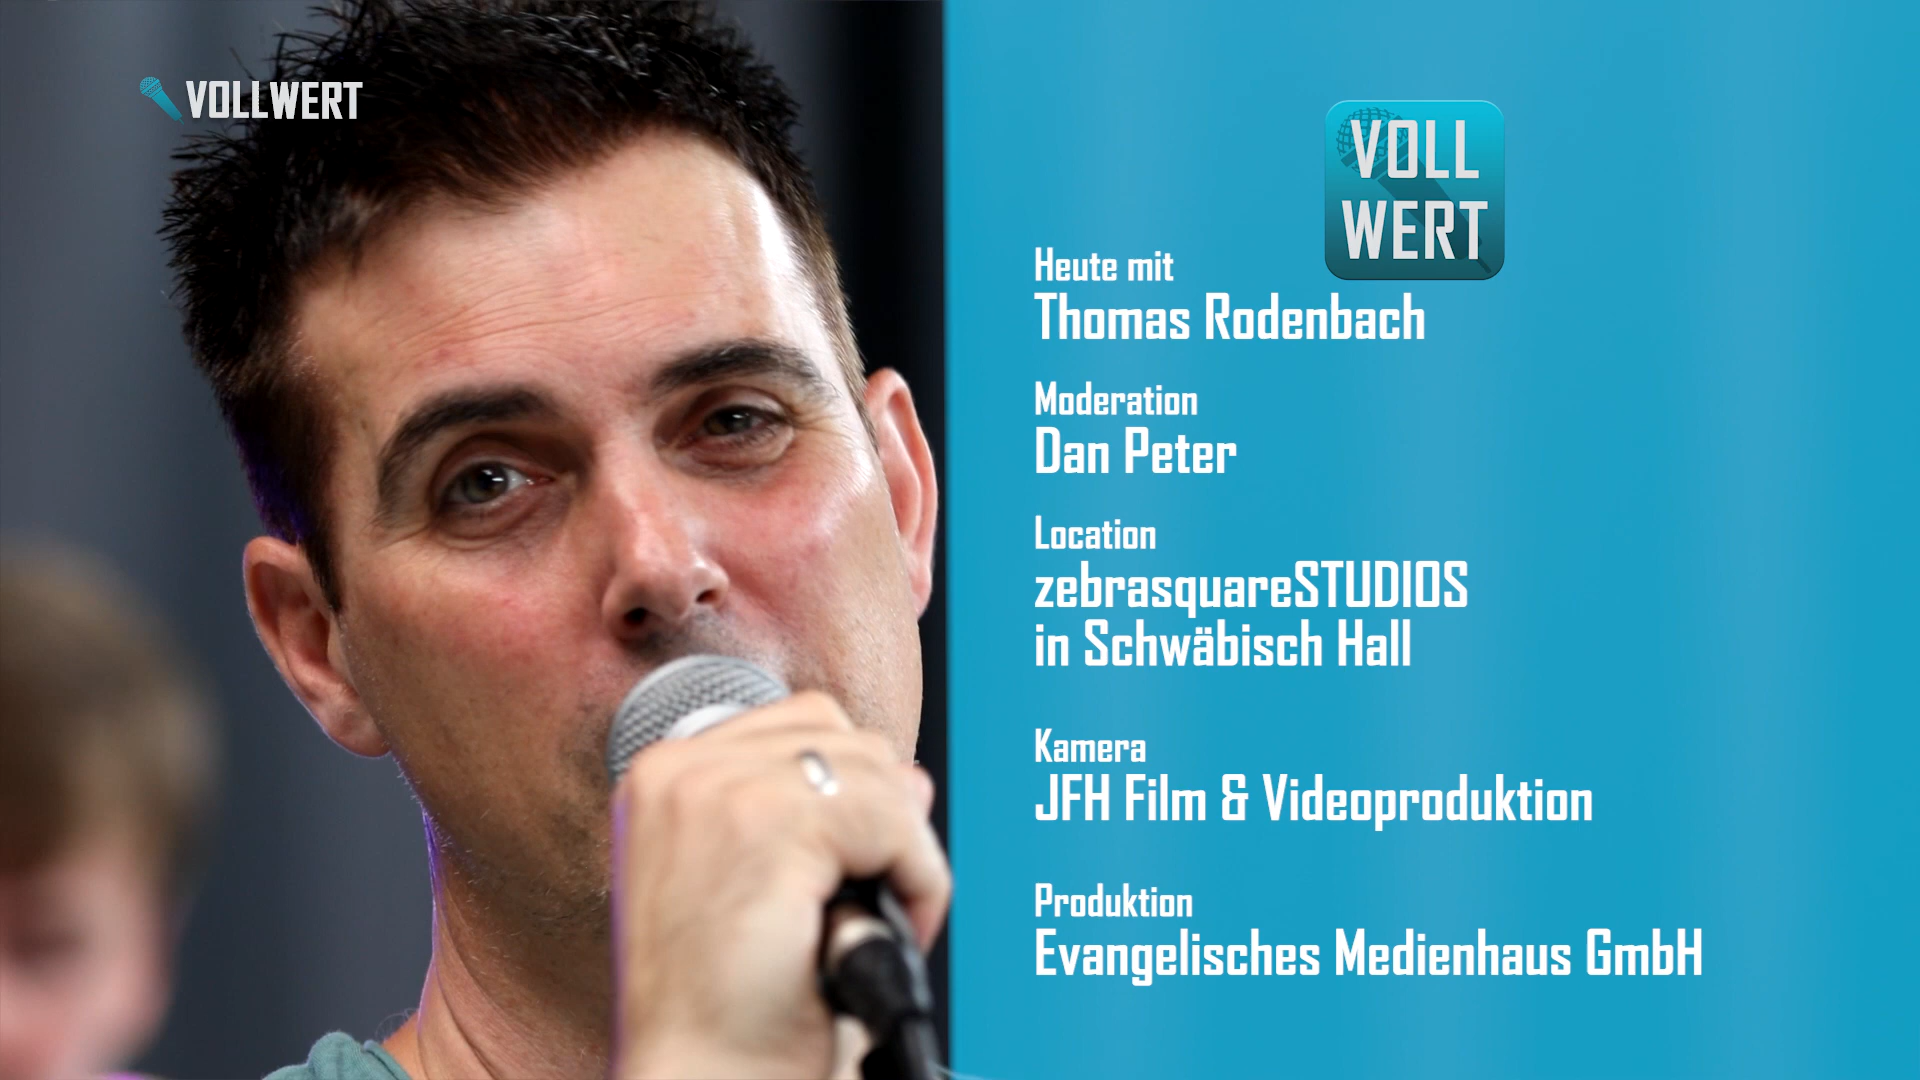 VOLLWERT
VOLL
WERT
Heute mit
Thomas Rodenbach
Moderation
Dan Peter
Location
zebrasquareSTUDIOS
in Schwäbisch Hall
Kamera
JFH Film & Videoproduktion
Produktion
Evangelisches Medienhaus GmbH